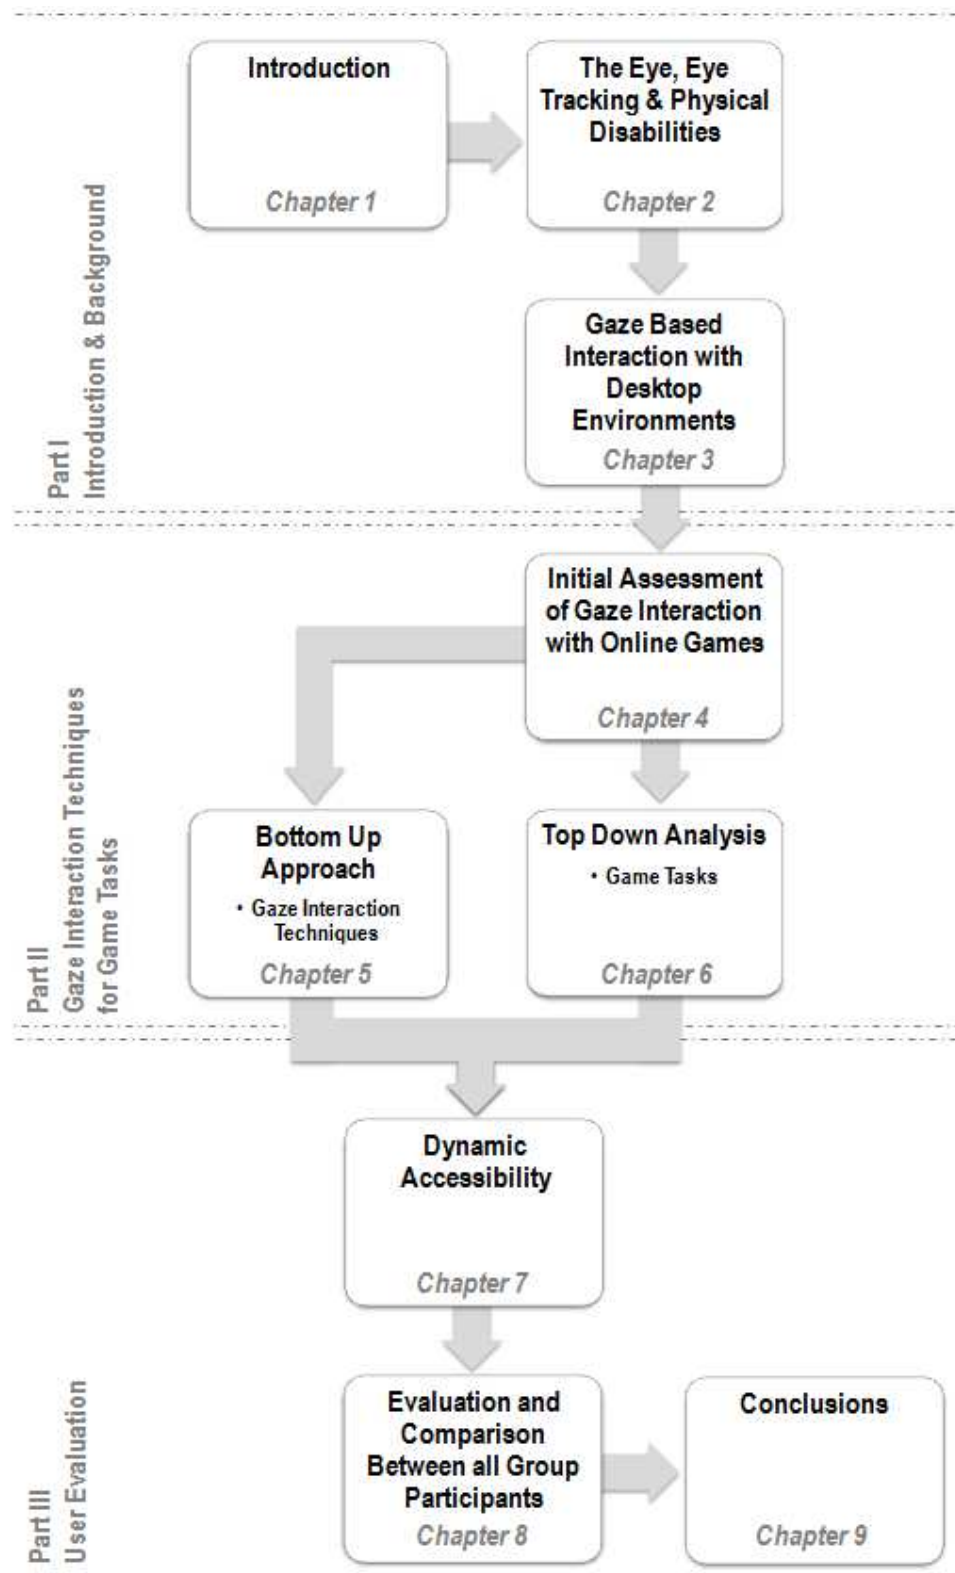 Introduction
Chapter 1
The Eye, Eye
Tracking & Physical
Disabilities
Chapter 2
Gaze Based
Interaction with
Desktop
Environments
Chapter 3
Part I
Introduction & Background
Initial Assessment
of Gaze Interaction
with Online Games
Chapter 4
Bottom Up
Approach
• Gaze Interaction
Techniques
Chapter 5
Top Down Analysis
• Game Tasks
Chapter 6
Part II
Gaze Interaction Techniques
for Game Tasks
Dynamic
Accessibility
Chapter 7
Evaluation and
Comparison
Between all Group
Participants
Chapter 8
Conclusions
Chapter 9
Part III
User Evaluation